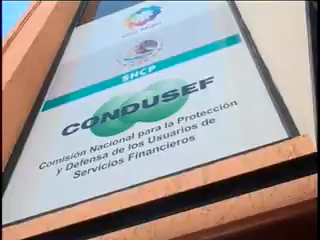 SHCP
CONDUSEF
Comisión Nacional para la Protección
y Defensa de los Usuarios de
Servicios Financieros